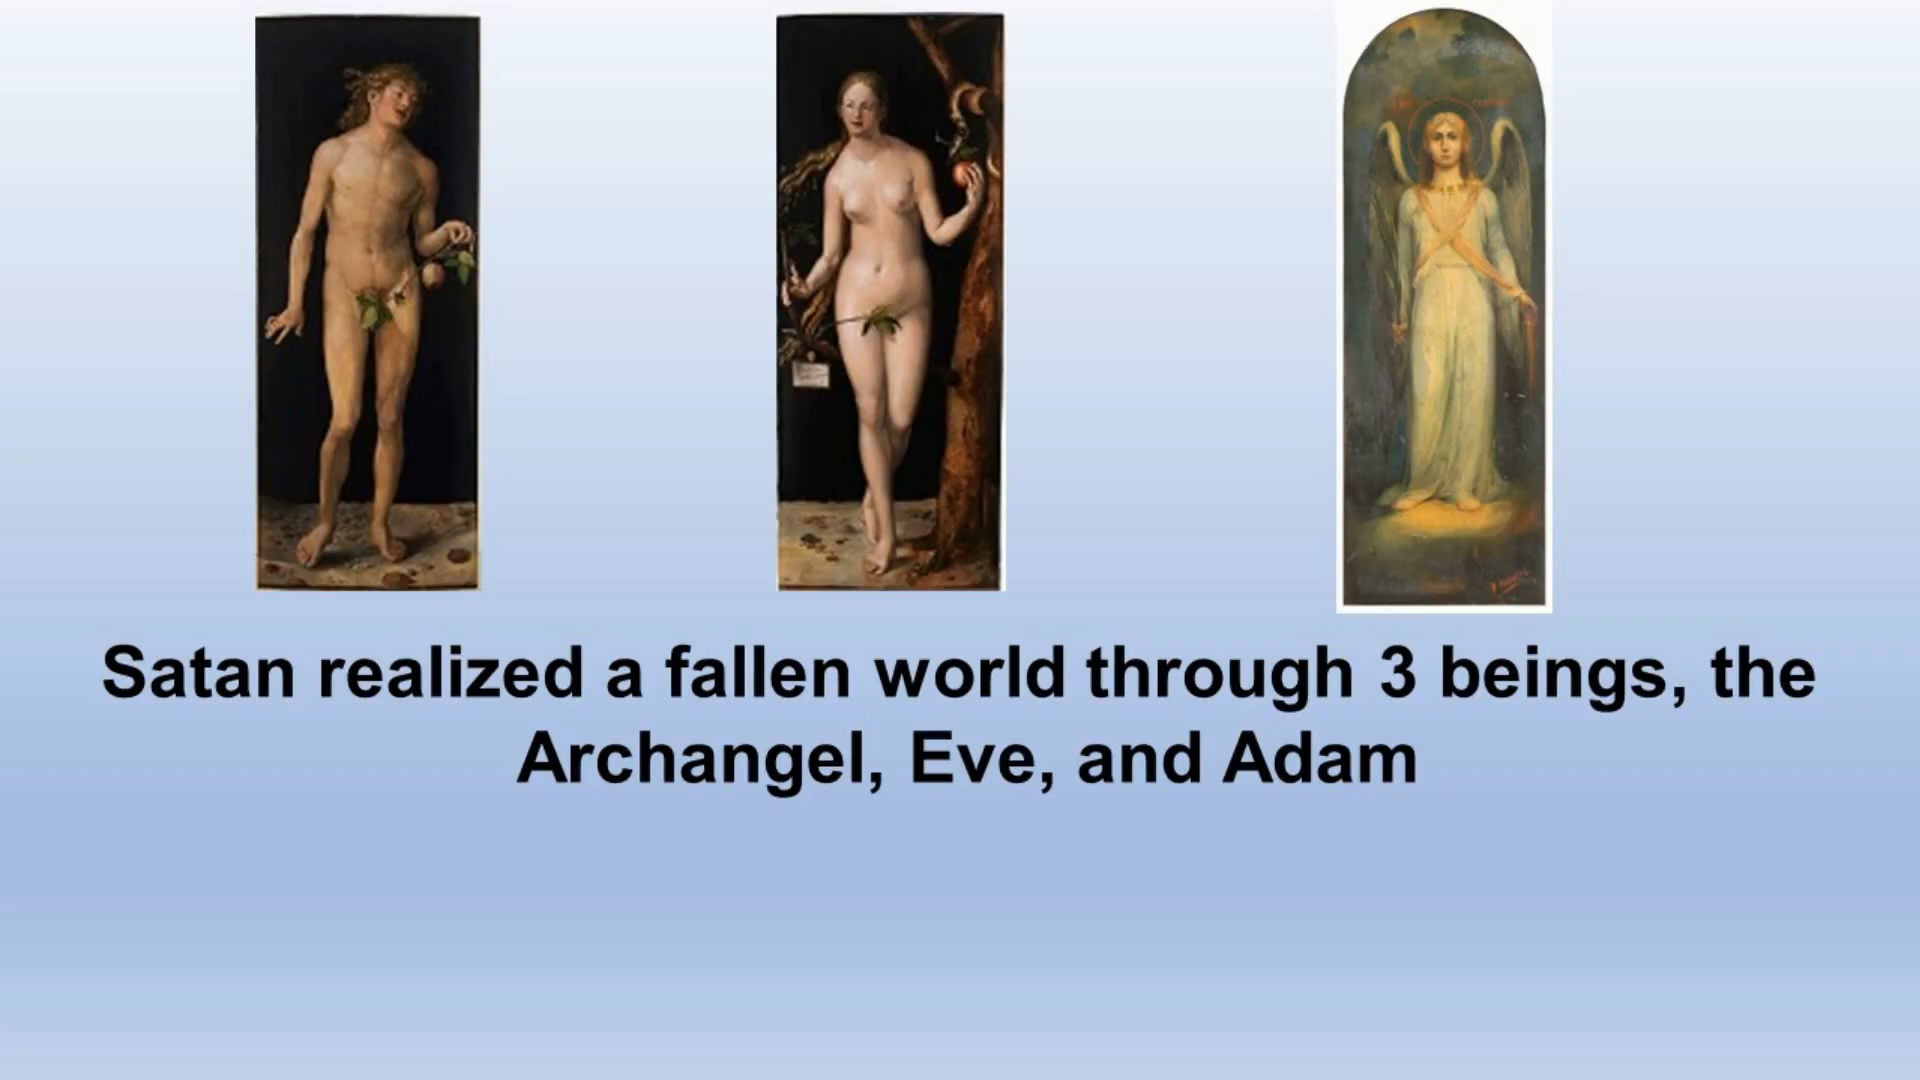 Satan realized a fallen world through 3 beings, the
Archangel, Eve, and Adam